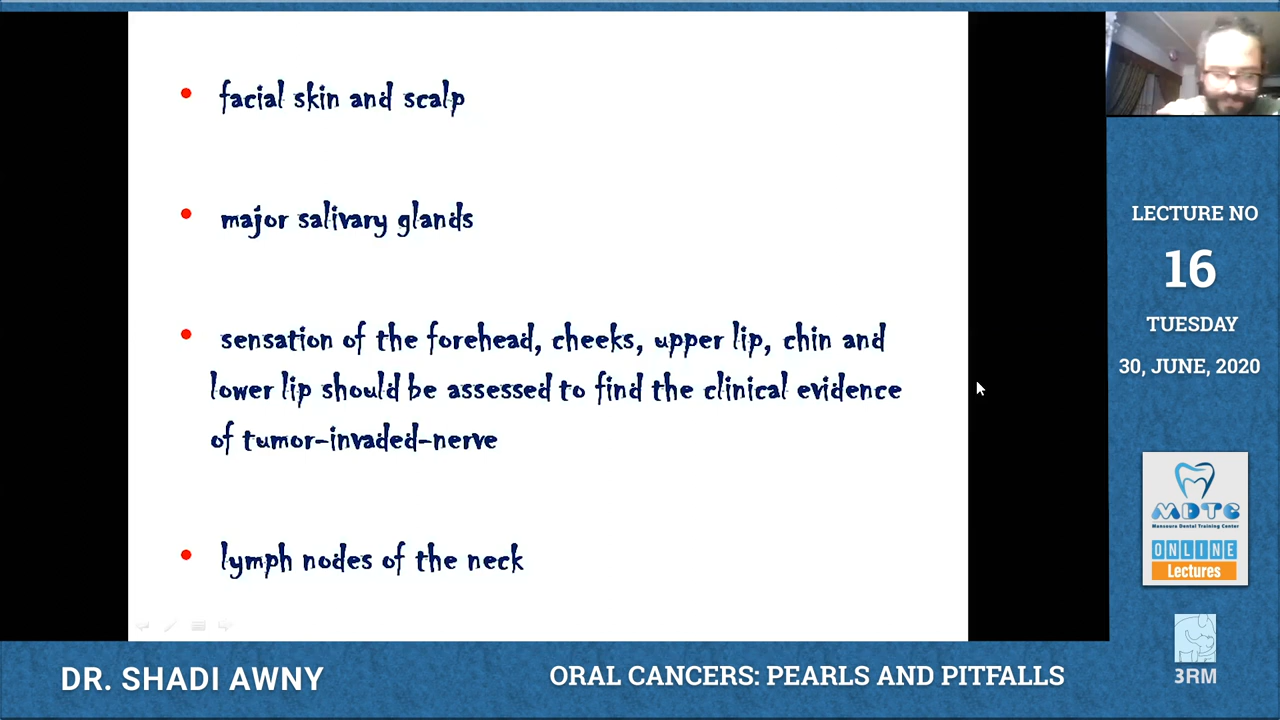 facial skin and scalp
major salivary glands
sensation of the forehead, cheeks, upper lip, chin and
lower lip should be assessed to find the clinical evidence
of tumor-invaded-nerve
lymph nodes of the neck
LECTURE NO
16
TUESDAY
30, JUNE, 2020
MDTC
Mansoura Dental Training Center
ONLINE
Lectures
3RM
DR. SHADI AWNY
ORAL CANCERS: PEARLS AND PITFALLS